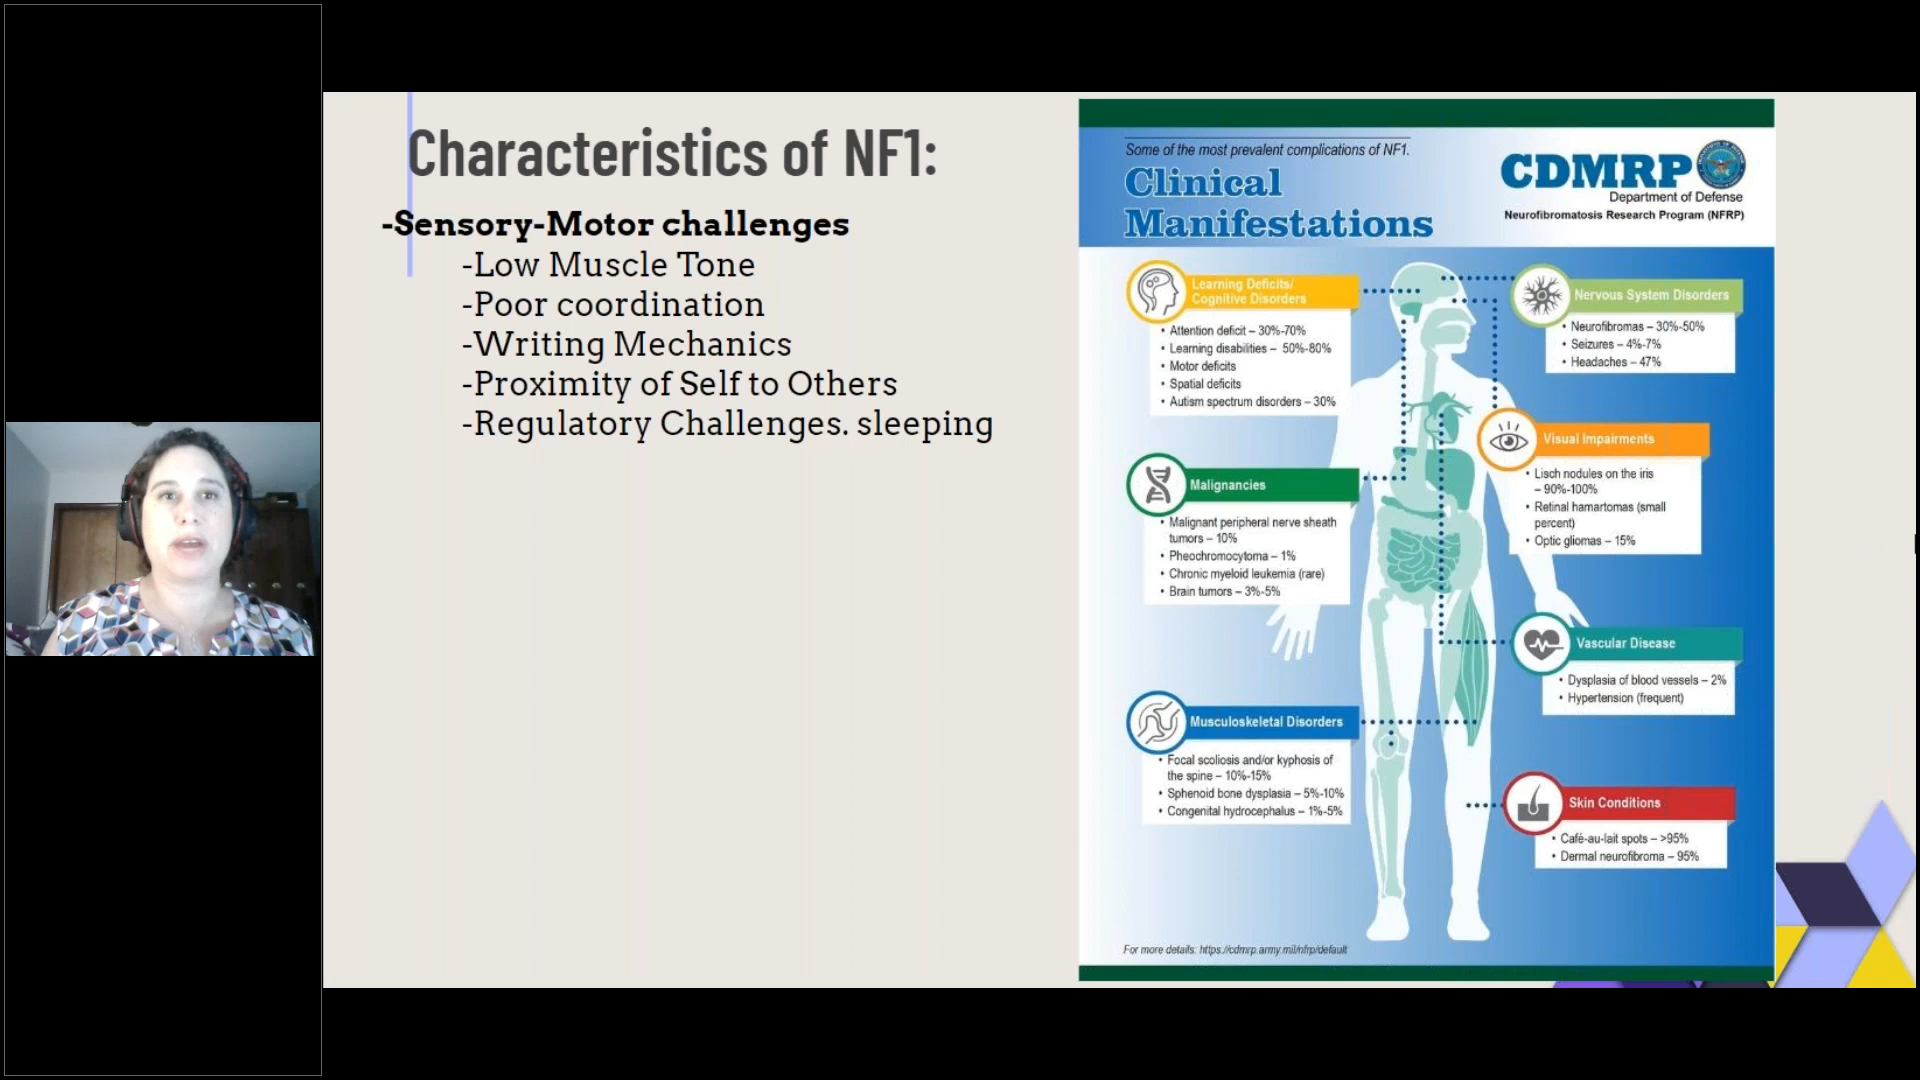 Characteristics of NF1:
-Sensory-Motor challenges
-Low Muscle Tone
-Poor coordination
-Writing Mechanics
-Proximity of Self to Others
-Regulatory Challenges. sleeping
Some of the most prevalent complications of NF1.
Clinical
Manifestations
CDMRP
Department of Defense
Neurofibromatosis Research Program (NFRP)
Learning Deficits/
Cognitive Disorders
• Attention deficit – 30%-70%
• Learning disabilities – 50%-80%
• Motor deficits
• Spatial deficits
• Autism spectrum disorders – 30%
Malignancies
• Malignant peripheral nerve sheath
tumors – 10%
• Pheochromocytoma – 1%
• Chronic myeloid leukemia (rare)
• Brain tumors – 3%-5%
Musculoskeletal Disorders
• Focal scoliosis and/or kyphosis of
the spine – 10%-15%
• Sphenoid bone dysplasia – 5%-10%
• Congenital hydrocephalus – 1%-5%
Nervous System Disorders
• Neurofibromas – 30%-50%
• Seizures – 4%-7%
• Headaches – 47%
Visual Impairments
• Lisch nodules on the iris
– 90%-100%
• Retinal hamartomas (small
percent)
• Optic gliomas – 15%
Vascular Disease
• Dysplasia of blood vessels – 2%
• Hypertension (frequent)
Skin Conditions
• Café-au-lait spots – >95%
• Dermal neurofibroma – 95%
For more details: https://cdmrp.army.mil/nfrp/default